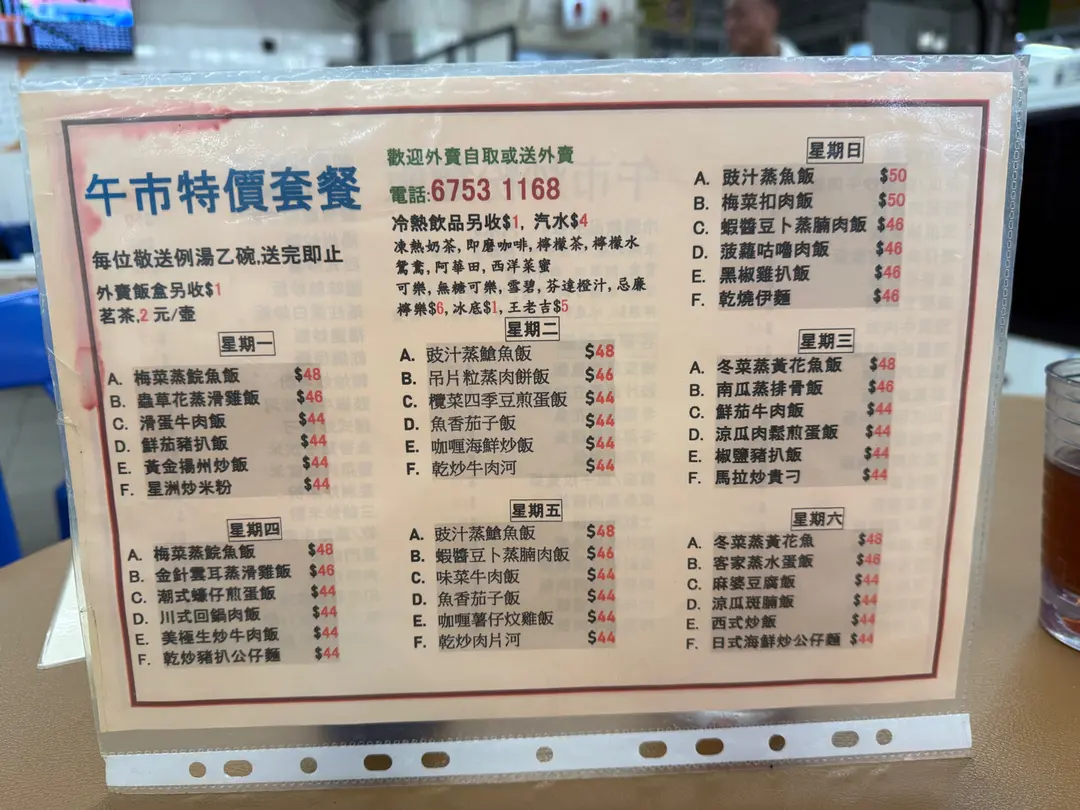 午市特價套餐
每位敬送例湯乙碗,送完即止
外賣飯盒另收$1
茗茶,2 元/壺
歡迎外賣自取或送外賣
電話:6753 1168
冷熱飲品另收$1, 汽水$4
凍熱奶茶,即磨咖啡,檸檬茶,檸檬水
鴛鴦,阿華田,西洋菜蜜
可樂,無糖可樂,雪碧,芬達橙汁,忌廉
檸樂$6,冰底$1,王老吉$5
星期日
A. 豉汁蒸魚飯 $50
B. 梅菜扣肉飯 $50
C. 蝦醬豆卜蒸腩肉飯 $46
D. 菠蘿咕嚕肉飯 $46
E. 黑椒雞扒飯 $46
F. 乾燒伊麵 $46
星期一
A. 梅菜蒸鯇魚飯 $48
B. 蟲草花蒸滑雞飯 $46
C. 滑蛋牛肉飯 $44
D. 鮮茄豬扒飯 $44
E. 黃金揚州炒飯 $44
F. 星洲炒米粉 $44
星期二
A. 豉汁蒸鯧魚飯 $48
B. 吊片粒蒸肉餅飯 $46
C. 欖菜四季豆煎蛋飯 $44
D. 魚香茄子飯 $44
E. 咖喱海鮮炒飯 $44
F. 乾炒牛肉河 $44
星期三
A. 冬菜蒸黃花魚飯 $48
B. 南瓜蒸排骨飯 $46
C. 鮮茄牛肉飯 $44
D. 涼瓜肉鬆煎蛋飯 $44
E. 椒鹽豬扒飯 $44
F. 馬拉炒貴刁 $44
星期四
A. 梅菜蒸鯇魚飯 $48
B. 金針雲耳蒸滑雞飯 $46
C. 潮式蠔仔煎蛋飯 $44
D. 川式回鍋肉飯 $44
E. 美極生炒牛肉飯 $44
F. 乾炒豬扒公仔麵 $44
星期五
A. 豉汁蒸鯧魚飯 $48
B. 蝦醬豆卜蒸腩肉飯 $46
C. 味菜牛肉飯 $44
D. 魚香茄子飯 $44
E. 咖喱薯仔炆雞飯 $44
F. 乾炒肉片河 $44
星期六
A. 冬菜蒸黃花魚 $48
B. 客家蒸水蛋飯 $46
C. 麻婆豆腐飯 $44
D. 涼瓜斑腩飯 $44
E. 西式炒飯 $44
F. 日式海鮮炒公仔麵 $44